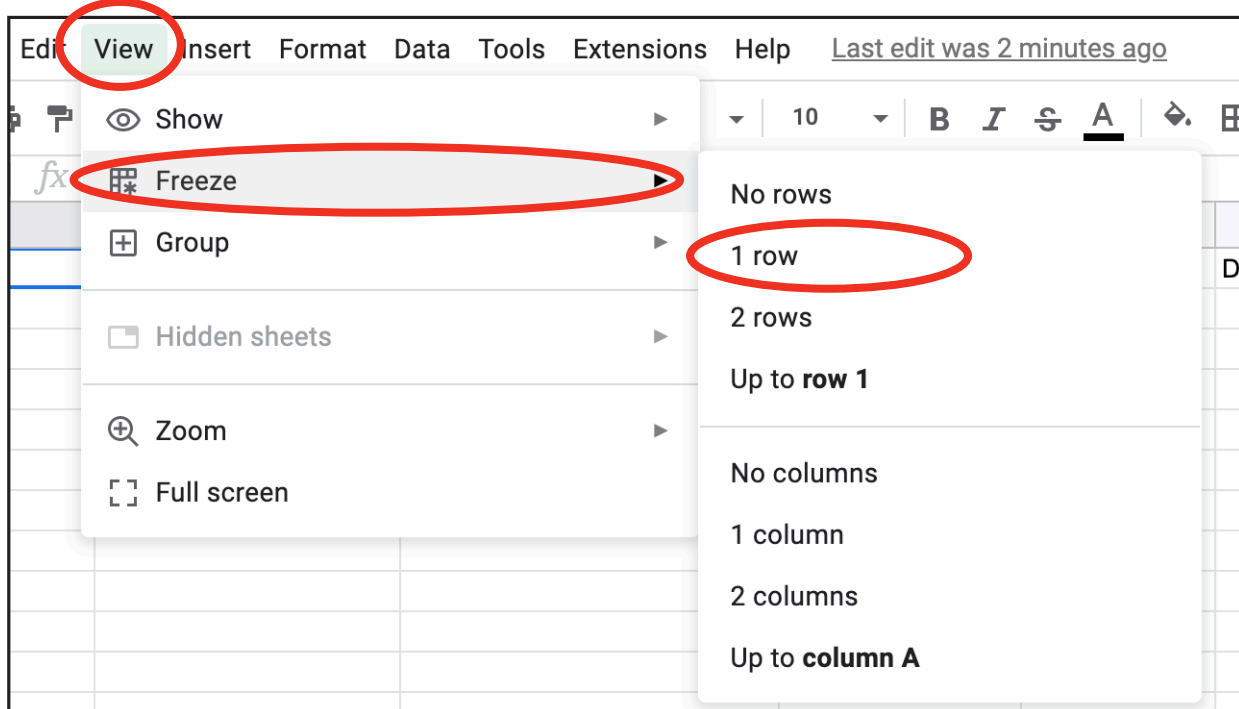 Edit View Insert Format Data Tools Extensions Help Last edit was 2 minutes ago
Show
10 B I S A
fx
Freeze
No rows
Group
1 row
D
2 rows
Hidden sheets
Up to row 1
Zoom
No columns
Full screen
1 column
2 columns
Up to column A